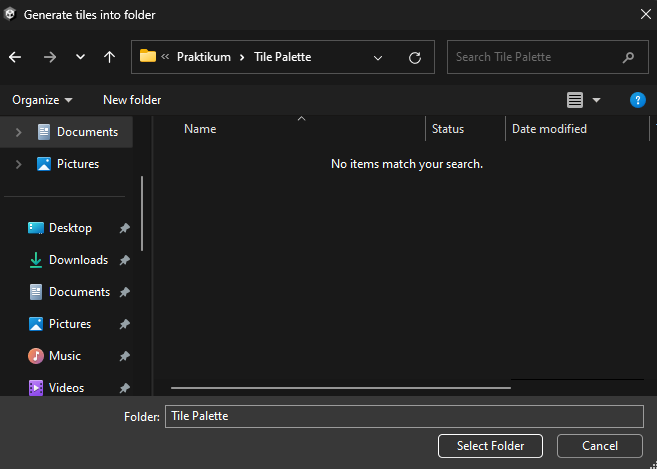 Generate tiles into folder
Praktikum Tile Palette
Search Tile Palette
Organize New folder
Documents
Pictures
Desktop
Downloads
Documents
Pictures
Music
Videos
Name Status Date modified
No items match your search.
Folder: Tile Palette
Select Folder Cancel